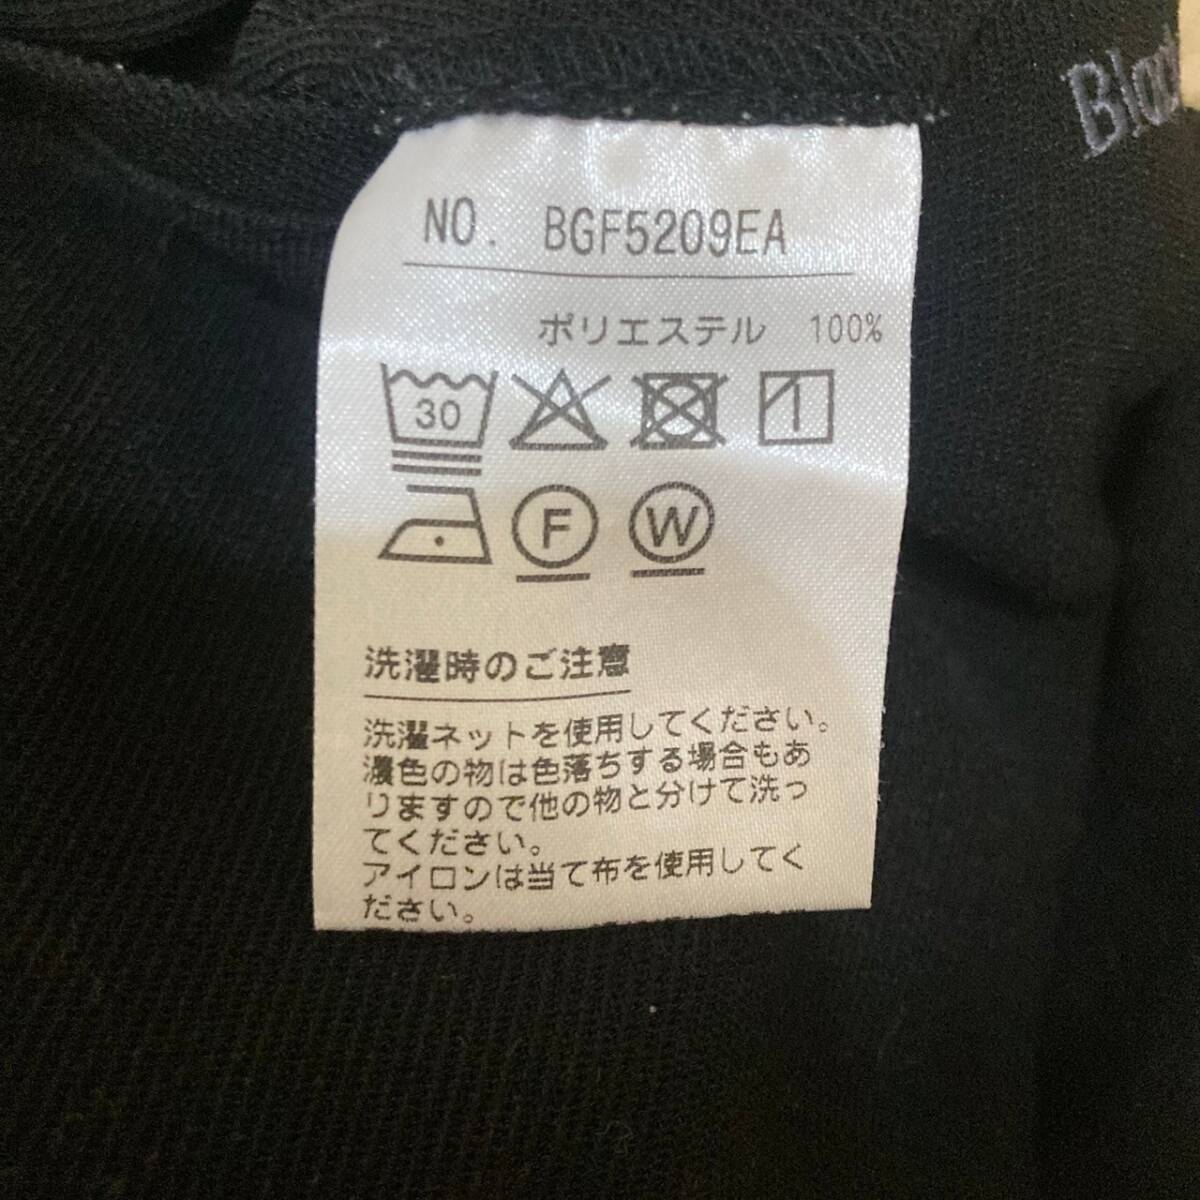 Black
NO. BGF5209EA
ポリエステル 100%
30
F W
洗濯時のご注意
洗濯ネットを使用してください。
濃色の物は色落ちする場合もあ
りますので他の物と分けて洗っ
てください。
アイロンは当て布を使用してく
ださい。